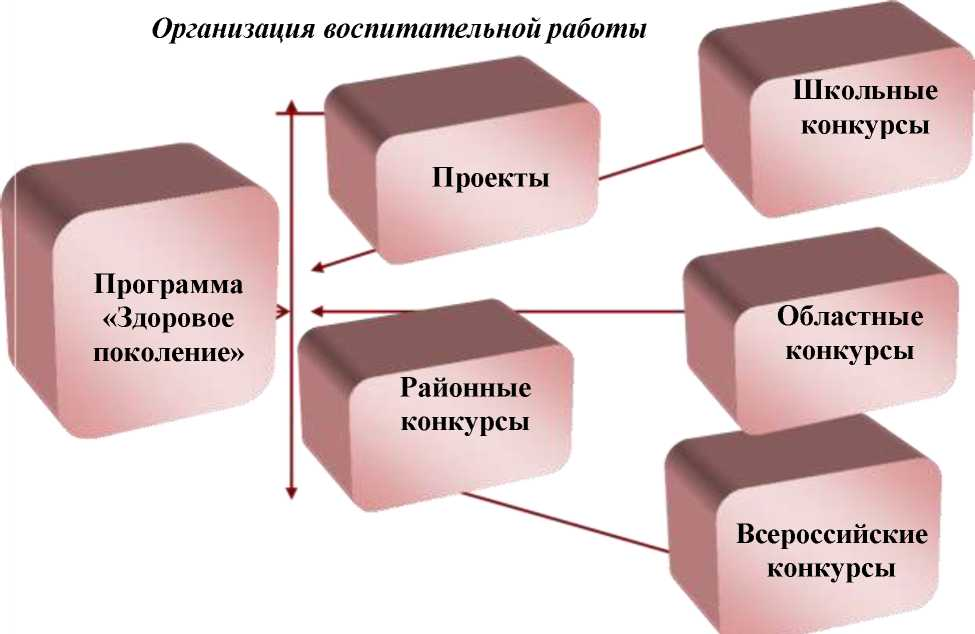 Организация воспитательной работы
Школьные
конкурсы
Проекты
Программа
«Здоровое
поколение»
Областные
конкурсы
Районные
конкурсы
Всероссийские
конкурсы